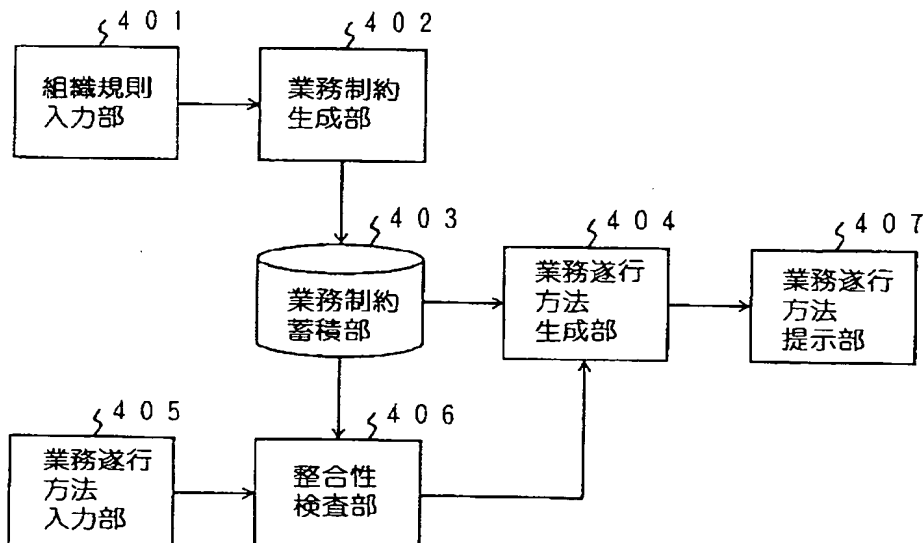 401
組織規則
入力部
402
業務制約
生成部
403
業務制約
蓄積部
404
業務遂行
方法
生成部
407
業務遂行
方法
提示部
405
業務遂行
方法
入力部
406
整合性
検査部